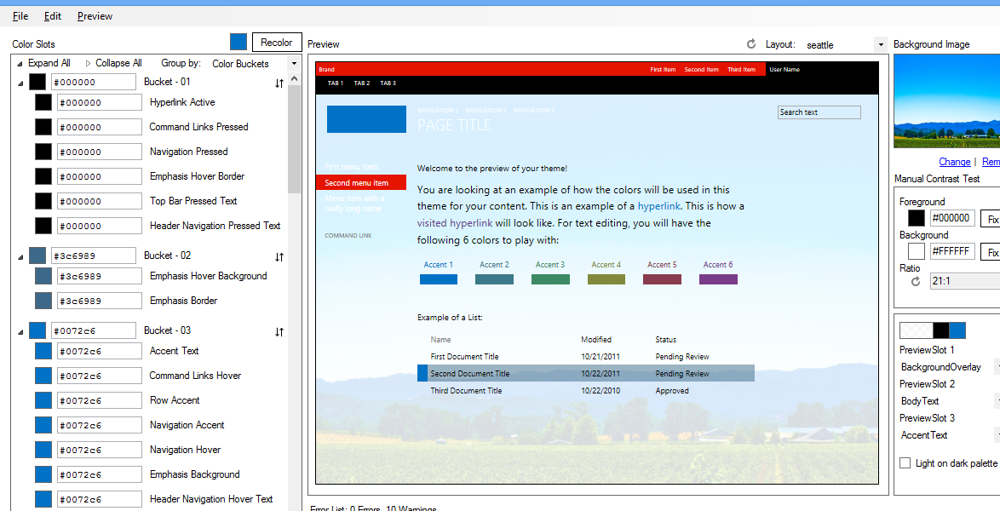 File Edit Preview
Color Slots
Recolor
Expand All Collapse All Group by: Color Buckets
#000000 Bucket - 01
#000000 Hyperlink Active
#000000 Command Links Pressed
#000000 Navigation Pressed
#000000 Emphasis Hover Border
#000000 Top Bar Pressed Text
#000000 Header Navigation Pressed Text
#3c6989 Bucket - 02
#3c6989 Emphasis Hover Background
#3c6989 Emphasis Border
#0072c6 Bucket - 03
#0072c6 Accent Text
#0072c6 Command Links Hover
#0072c6 Row Accent
#0072c6 Navigation Accent
#0072c6 Navigation Hover
#0072c6 Emphasis Background
#0072c6 Header Navigation Hover Text
Preview
Layout: seattle
Brand First Item Second Item Third Item User Name
TAB 1 TAB 2 TAB 3
NAVIGATION 1 NAVIGATION 2 NAVIGATION 3
PAGE TITLE
Search text
First menu item
Second menu item
Menu item with a
really long name
COMMAND LINK
Welcome to the preview of your theme!
You are looking at an example of how the colors will be used in this
theme for your content. This is an example of a hyperlink. This is how a
visited hyperlink will look like. For text editing, you will have the
following 6 colors to play with:
Accent 1 Accent 2 Accent 3 Accent 4 Accent 5 Accent 6
Example of a List:
Name Modified Status
First Document Title 10/21/2011 Pending Review
Second Document Title 10/22/2011 Pending Review
Third Document Title 10/22/2010 Approved
Error List: 0 Errors, 10 Warnings
Background Image
Change | Rem
Manual Contrast Test
Foreground
#000000 Fix
Background
#FFFFFF Fix
Ratio
21:1
PreviewSlot 1
BackgroundOverlay
PreviewSlot 2
BodyText
PreviewSlot 3
AccentText
Light on dark palette